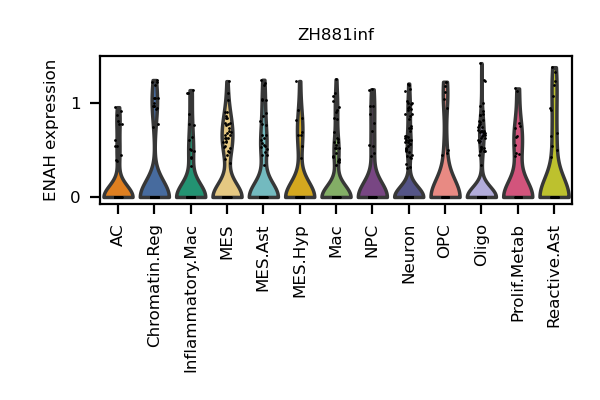 ZH881inf
ENAH expression
1
0
AC
Chromatin.Reg
Inflammatory.Mac
MES
MES.Ast
MES.Hyp
Mac
NPC
Neuron
OPC
Oligo
Prolif.Metab
Reactive.Ast